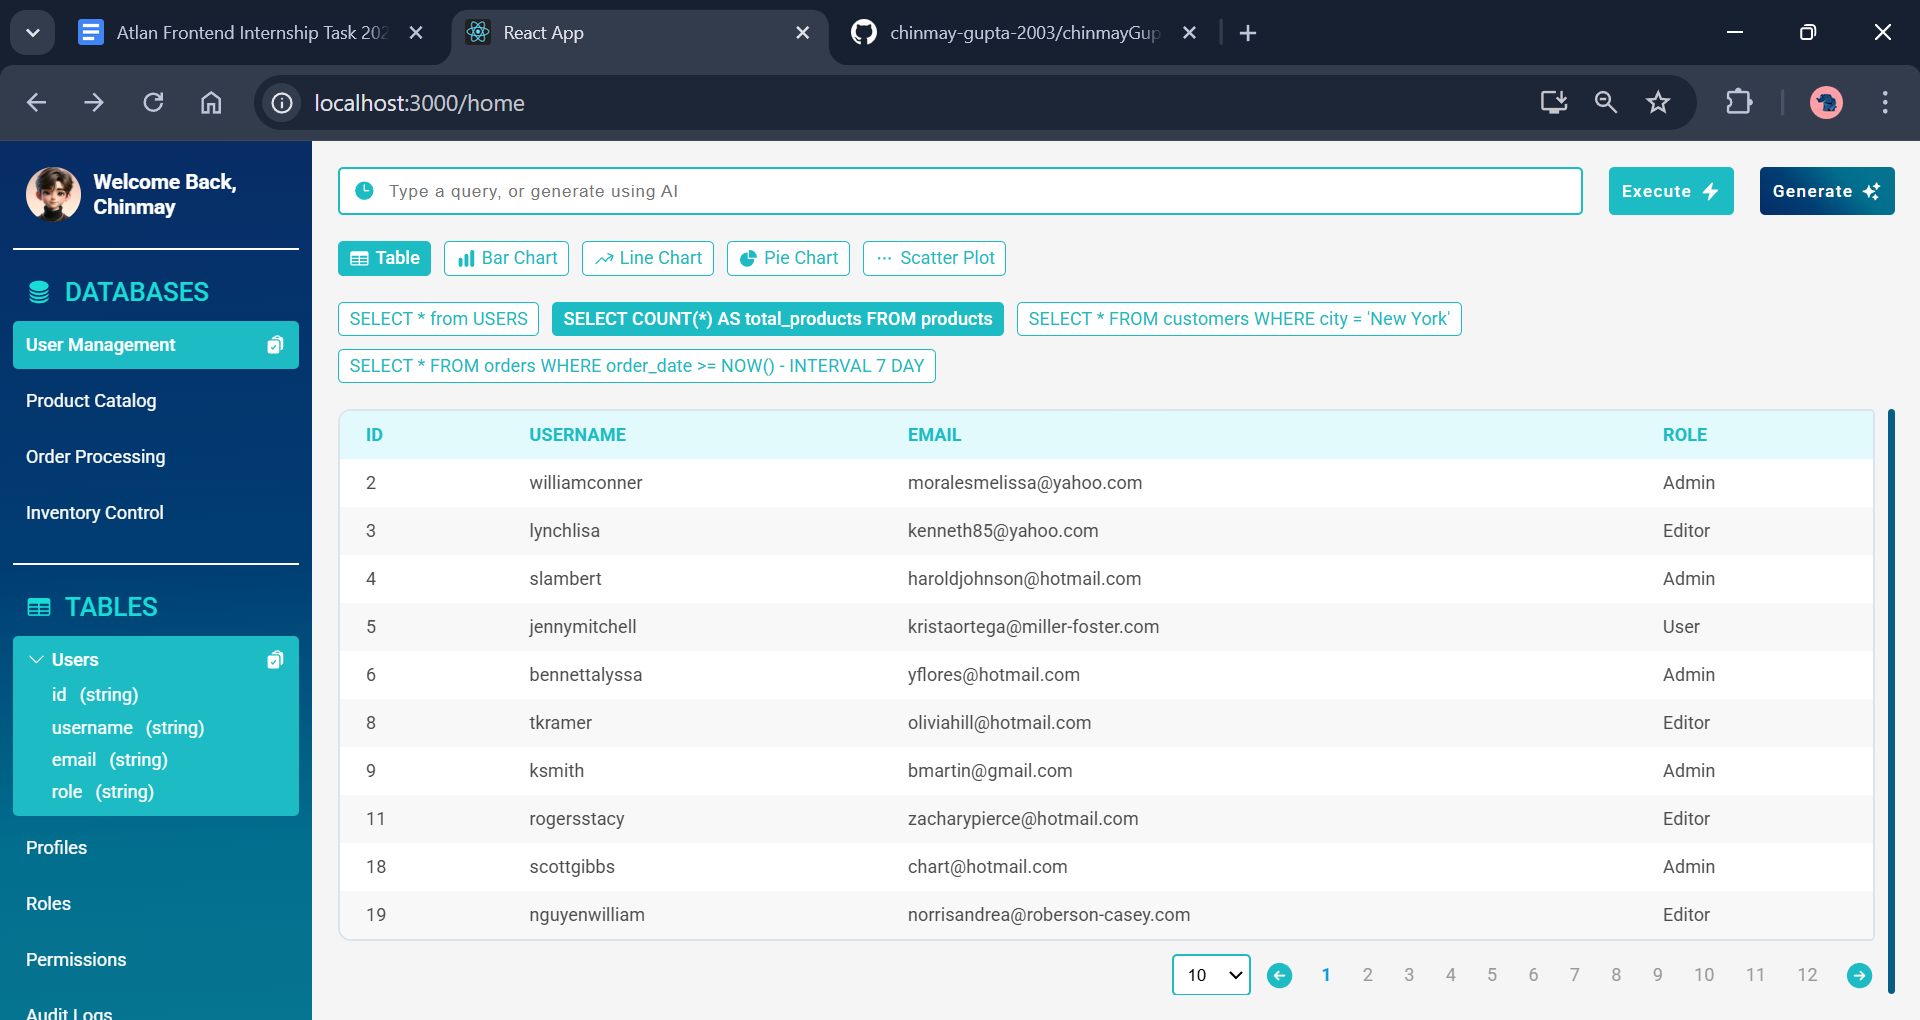 Atlan Frontend Internship Task 202
React App
chinmay-gupta-2003/chinmayGup
localhost:3000/home
Welcome Back,
Chinmay
DATABASES
User Management
Product Catalog
Order Processing
Inventory Control
TABLES
Users
id (string)
username (string)
email (string)
role (string)
Profiles
Roles
Permissions
Audit Logs
Type a query, or generate using AI
Execute
Generate
Table Bar Chart Line Chart Pie Chart Scatter Plot
SELECT * from USERS SELECT COUNT(*) AS total_products FROM products SELECT * FROM customers WHERE city = 'New York'
SELECT * FROM orders WHERE order_date >= NOW() - INTERVAL 7 DAY
ID USERNAME EMAIL ROLE
2 williamconner moralesmelissa@yahoo.com Admin
3 lynchlisa kenneth85@yahoo.com Editor
4 slambert haroldjohnson@hotmail.com Admin
5 jennymitchell kristaortega@miller-foster.com User
6 bennettalyssa yflores@hotmail.com Admin
8 tkramer oliviahill@hotmail.com Editor
9 ksmith bmartin@gmail.com Admin
11 rogersstacy zacharypierce@hotmail.com Editor
18 scottgibbs chart@hotmail.com Admin
19 nguyenwilliam norrisandrea@roberson-casey.com Editor
10 1 2 3 4 5 6 7 8 9 10 11 12